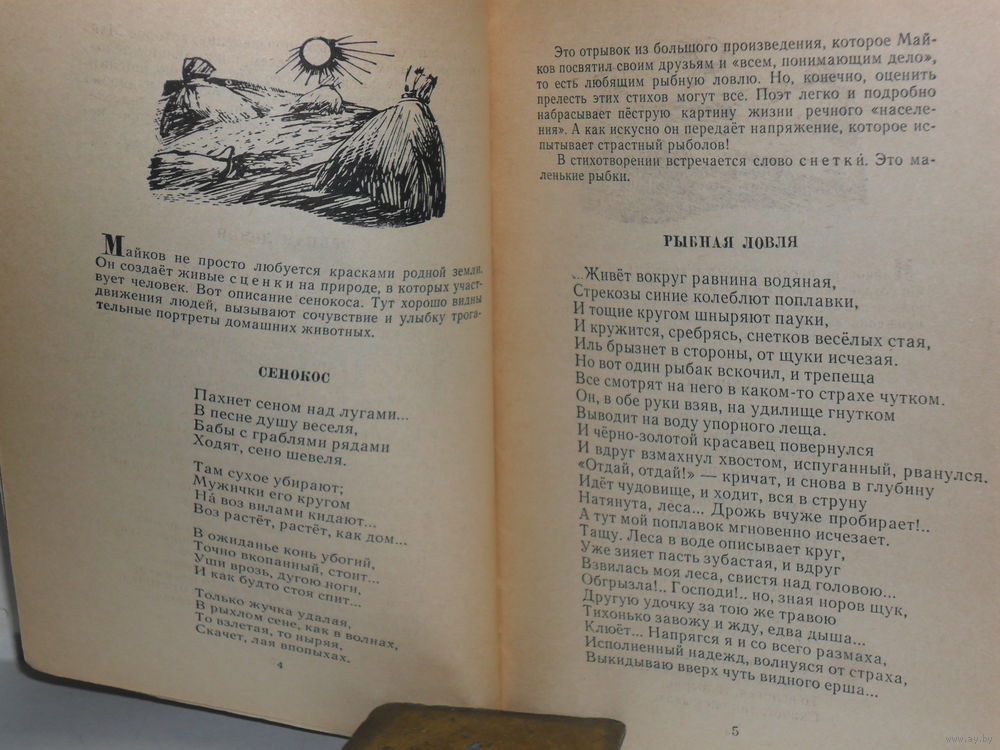 Майков не просто любуется красками родной земли.
Он создаёт живые сценки на природе, в которых участ-
вует человек. Вот описание сенокоса. Тут хорошо видны
движения людей, вызывают сочувствие и улыбку трога-
тельные портреты домашних животных.
СЕНОКОС
Пахнет сеном над лугами...
В песне душу веселя,
Бабы с граблями рядами
Ходят, сено шевеля.
Там сухое убирают;
Мужички его кругом
На́ воз вилами кидают...
Воз растёт, растёт, как дом...
В ожиданье конь убогий,
Точно вкопанный, стоит...
Уши врозь, дугою ноги,
И как будто стоя спит...
Только жучка удалая,
В рыхлом сене, как в волнах,
То взлетая, то ныряя,
Скачет, лая впопыхах.
4
Это отрывок из большого произведения, которое Май-
ков посвятил своим друзьям и «всем, понимающим дело»,
то есть любящим рыбную ловлю. Но, конечно, оценить
прелесть этих стихов могут все. Поэт легко и подробно
набрасывает пёструю картину жизни речного «населе-
ния». А как искусно он передаёт напряжение, которое ис-
пытывает страстный рыболов!
В стихотворении встречается слово снетки́. Это ма-
ленькие рыбки.
РЫБНАЯ ЛОВЛЯ
...Живёт вокруг равнина водяная,
Стрекозы синие колеблют поплавки,
И тощие кругом шныряют пауки,
И кружится, сребрясь, снетков весёлых стая,
Иль брызнет в стороны, от щуки исчезая.
Но вот один рыбак вскочил, и трепеща
Все смотрят на него в каком-то страхе чутком.
Он, в обе руки взяв, на удилище гнутком
Выводит на воду упорного леща.
И чёрно-золотой красавец повернулся
И вдруг взмахнул хвостом, испуганный, рванулся.
«Отдай, отдай!» — кричат, и снова в глубину
Идёт чудовище, и ходит, вся в струну
Натянута, леса... Дрожь вчуже пробирает!..
А тут мой поплавок мгновенно исчезает.
Тащу. Леса в воде описывает круг,
Уже зияет пасть зубастая, и вдруг
Взвилась моя леса, свистя над головою...
Обгрызла!.. Господи!.. но, зная норов щук,
Другую удочку за тою же травою
Тихонько завожу и жду, едва дыша...
Клюёт... Напрягся я и со всего размаха,
Исполненный надежд, волнуяся от страха,
Выкидываю вверх чуть видного ерша...
5
www.ay.by